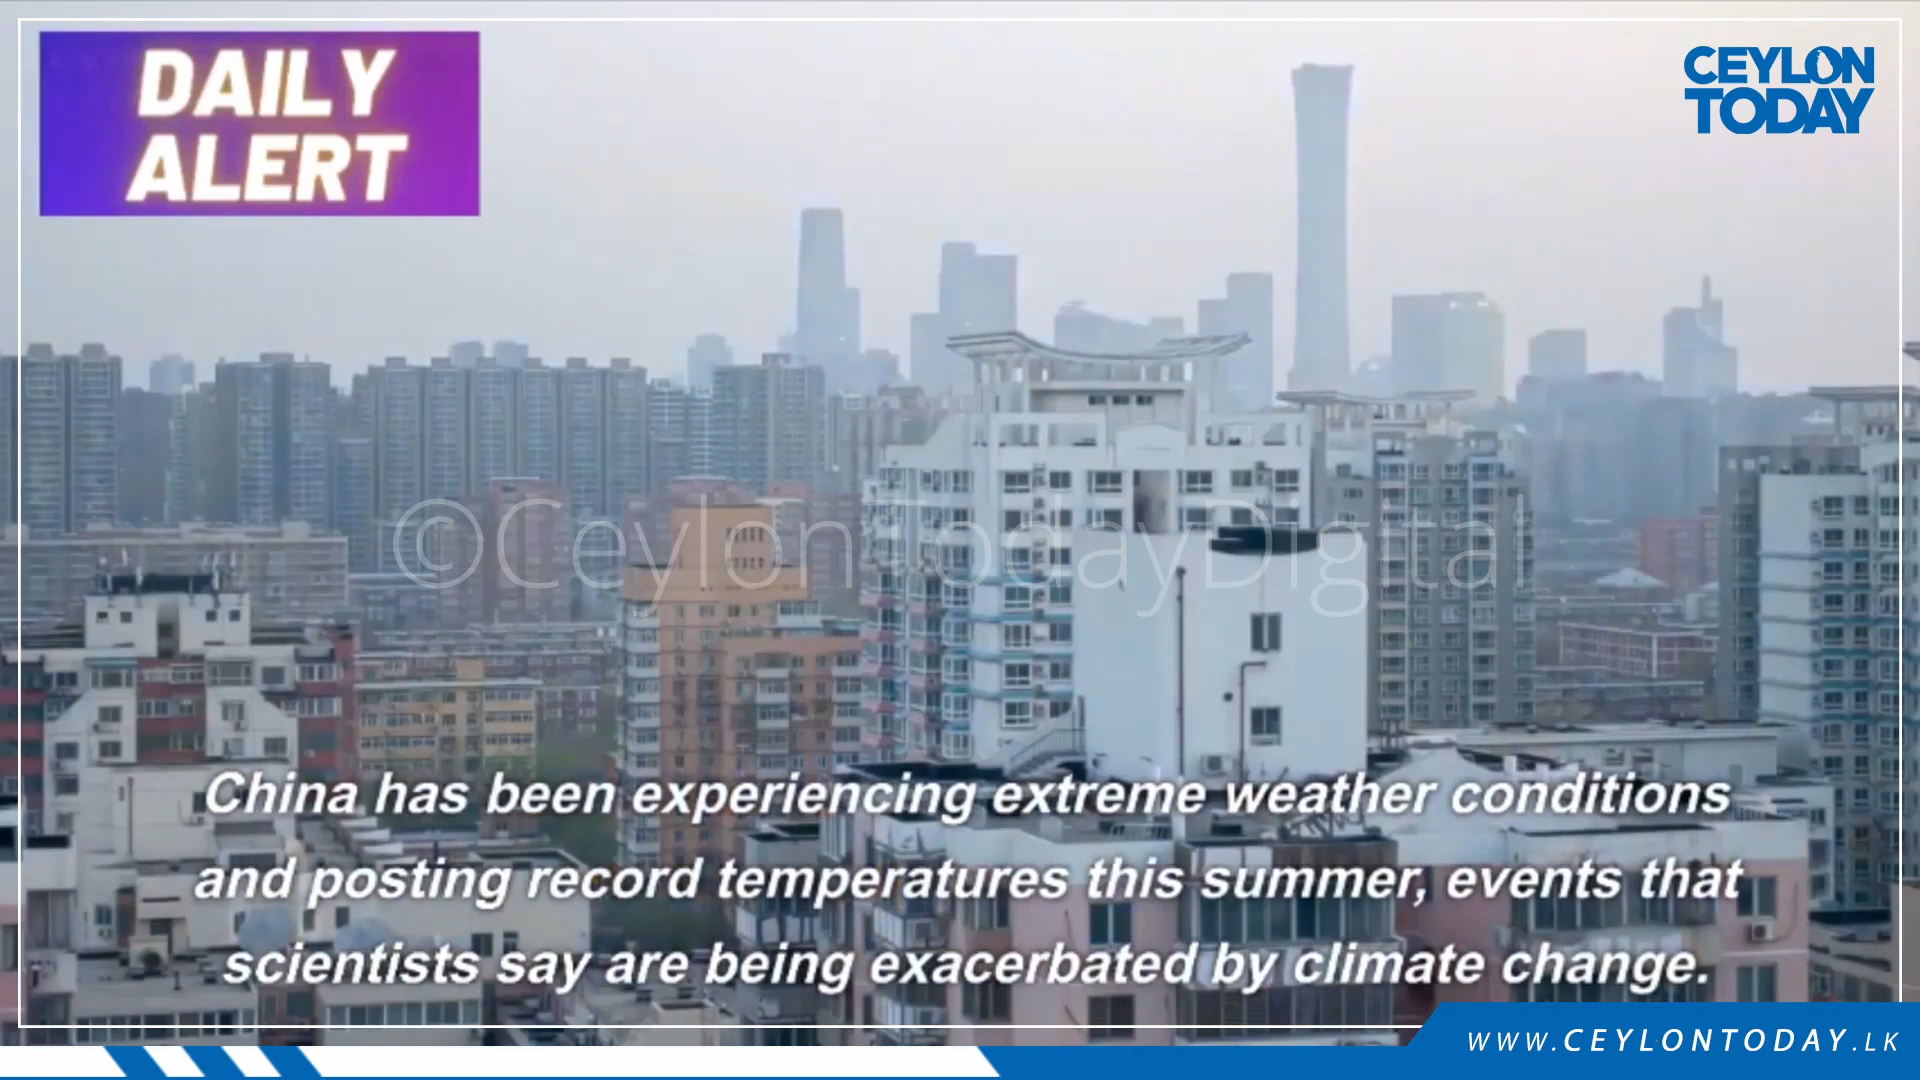 DAILY
ALERT
CEYLON
TODAY
©CeylonTodayDigital
China has been experiencing extreme weather conditions
and posting record temperatures this summer, events that
scientists say are being exacerbated by climate change.
WWW.CEYLONTODAY.LK